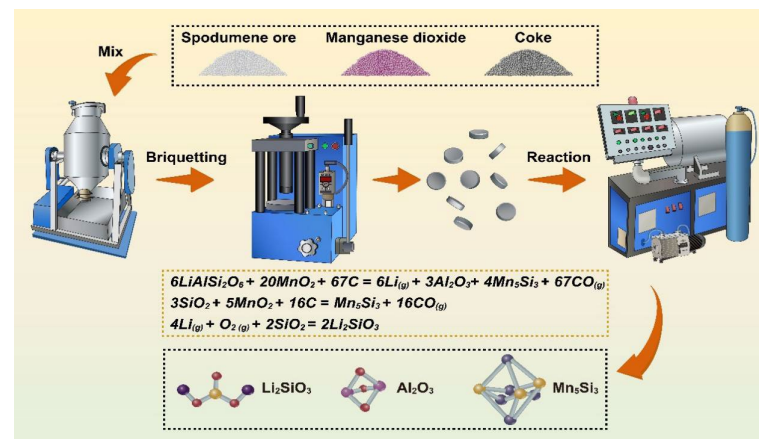 Spodumene ore Manganese dioxide Coke
Mix
Briquetting
Reaction
6LiAlSi₂O₆ + 20MnO₂ + 67C = 6Li(g) + 3Al₂O₃ + 4Mn₅Si₃ + 67CO(g)
3SiO₂ + 5MnO₂ + 16C = Mn₅Si₃ + 16CO(g)
4Li(g) + O₂ (g) + 2SiO₂ = 2Li₂SiO₃
Li₂SiO₃ Al₂O₃ Mn₅Si₃